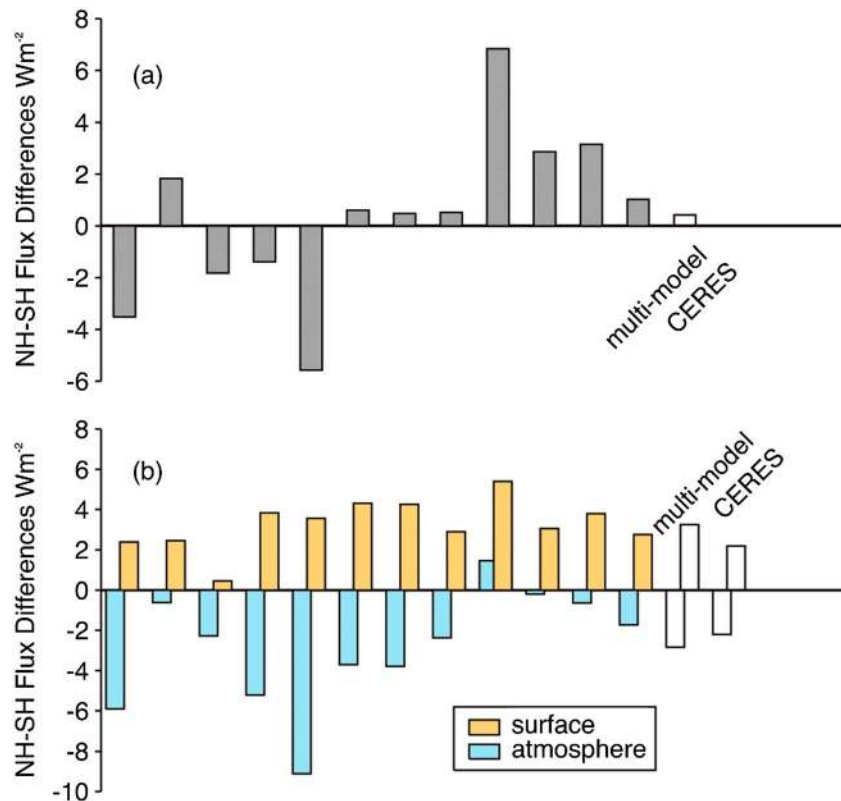 NH-SH Flux Differences Wm⁻²
8
6
4
2
0
-2
-4
-6
(a)
multi-model
CERES
NH-SH Flux Differences Wm⁻²
8
6
4
2
0
-2
-4
-6
-8
-10
(b)
multi-model
CERES
surface
atmosphere